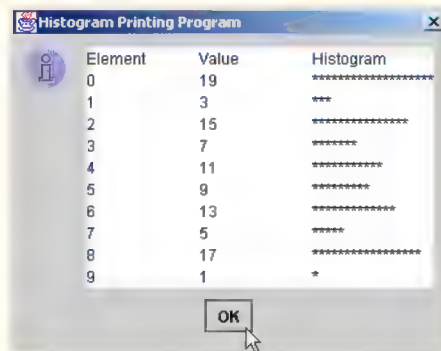 Histogram Printing Program
Element Value Histogram
0 19 *******************
1 3 ***
2 15 ***************
3 7 *******
4 11 ***********
5 9 *********
6 13 *************
7 5 *****
8 17 *****************
9 1 *
OK